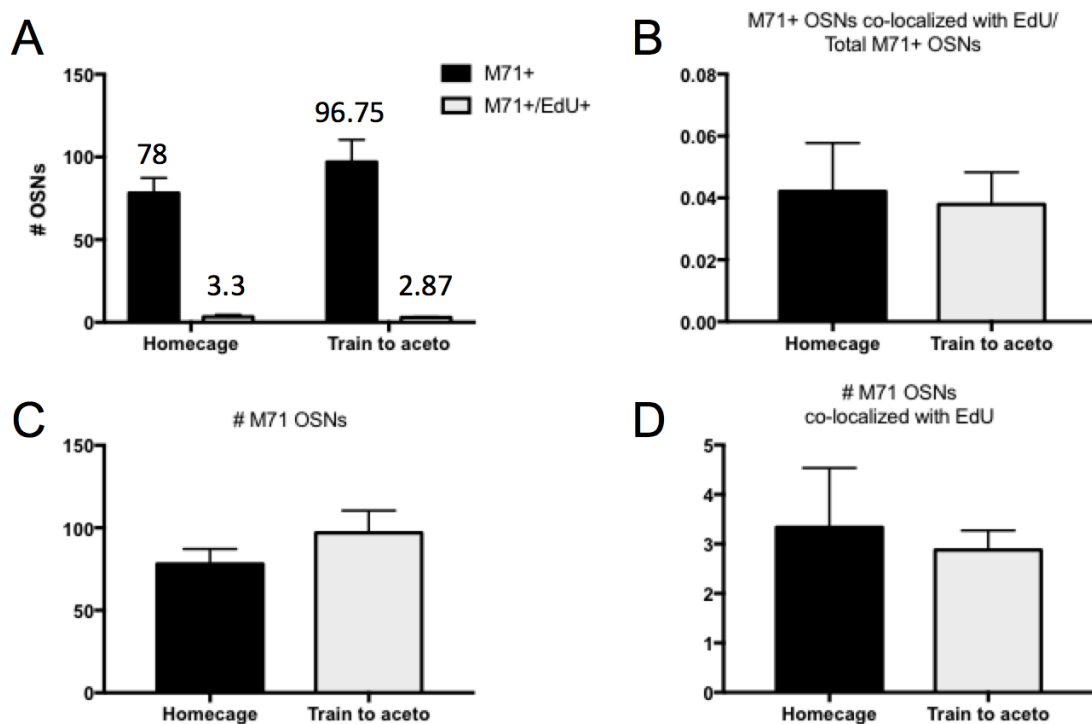 A
150
100
50
0
# OSNs
78
3.3
96.75
2.87
Homecage
Train to aceto
M71+
M71+/EdU+
B
M71+ OSNs co-localized with EdU/
Total M71+ OSNs
0.08
0.06
0.04
0.02
0.00
Homecage
Train to aceto
C
# M71 OSNs
150
100
50
0
Homecage
Train to aceto
D
# M71 OSNs
co-localized with EdU
5
4
3
2
1
0
Homecage
Train to aceto